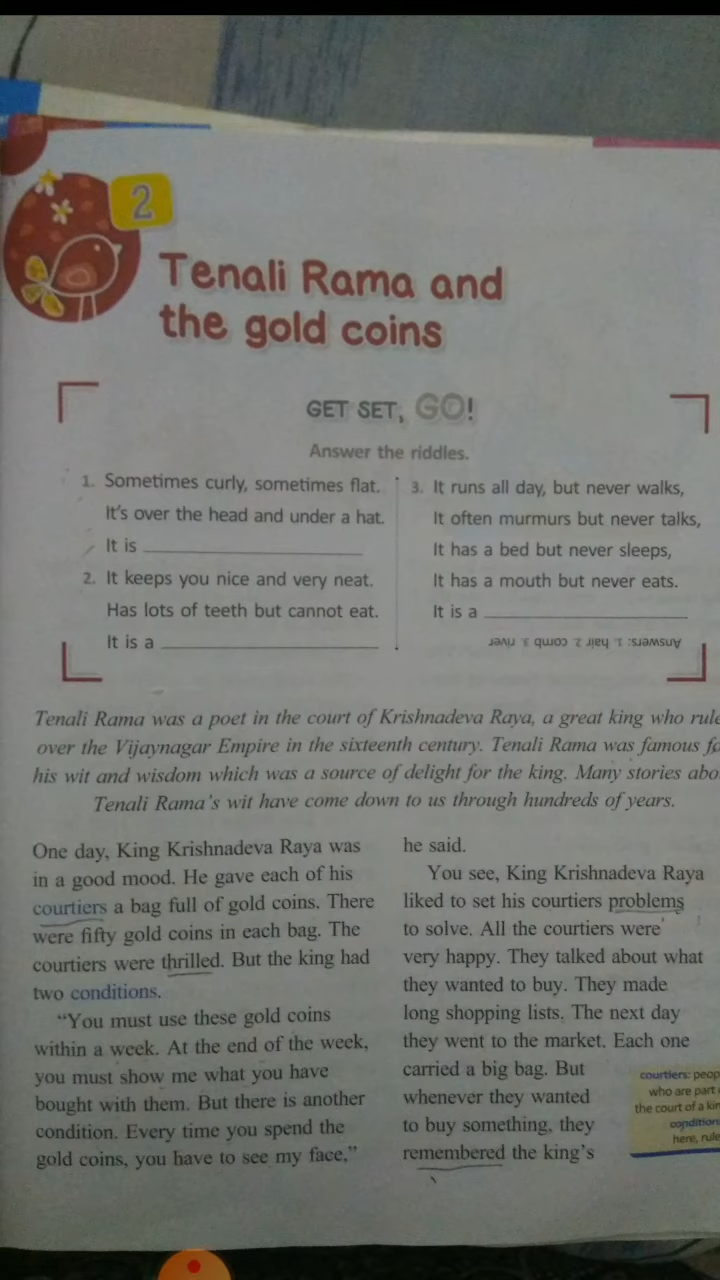 2
Tenali Rama and
the gold coins
GET SET, GO!
Answer the riddles.
1. Sometimes curly, sometimes flat.
It's over the head and under a hat.
It is
2. It keeps you nice and very neat.
Has lots of teeth but cannot eat.
It is a
3. It runs all day, but never walks,
It often murmurs but never talks,
It has a bed but never sleeps,
It has a mouth but never eats.
It is a
Answers: 1. hair 2. comb 3. river
Tenali Rama was a poet in the court of Krishnadeva Raya, a great king who rule
over the Vijaynagar Empire in the sixteenth century. Tenali Rama was famous fo
his wit and wisdom which was a source of delight for the king. Many stories abo
Tenali Rama's wit have come down to us through hundreds of years.
One day, King Krishnadeva Raya was
in a good mood. He gave each of his
courtiers a bag full of gold coins. There
were fifty gold coins in each bag. The
courtiers were thrilled. But the king had
two conditions.
"You must use these gold coins
within a week. At the end of the week,
you must show me what you have
bought with them. But there is another
condition. Every time you spend the
gold coins, you have to see my face,"
he said.
You see, King Krishnadeva Raya
liked to set his courtiers problems
to solve. All the courtiers were
very happy. They talked about what
they wanted to buy. They made
long shopping lists. The next day
they went to the market. Each one
carried a big bag. But
whenever they wanted
to buy something, they
remembered the king's
courtiers: peop
who are part
the court of a kin
condition
here, rule